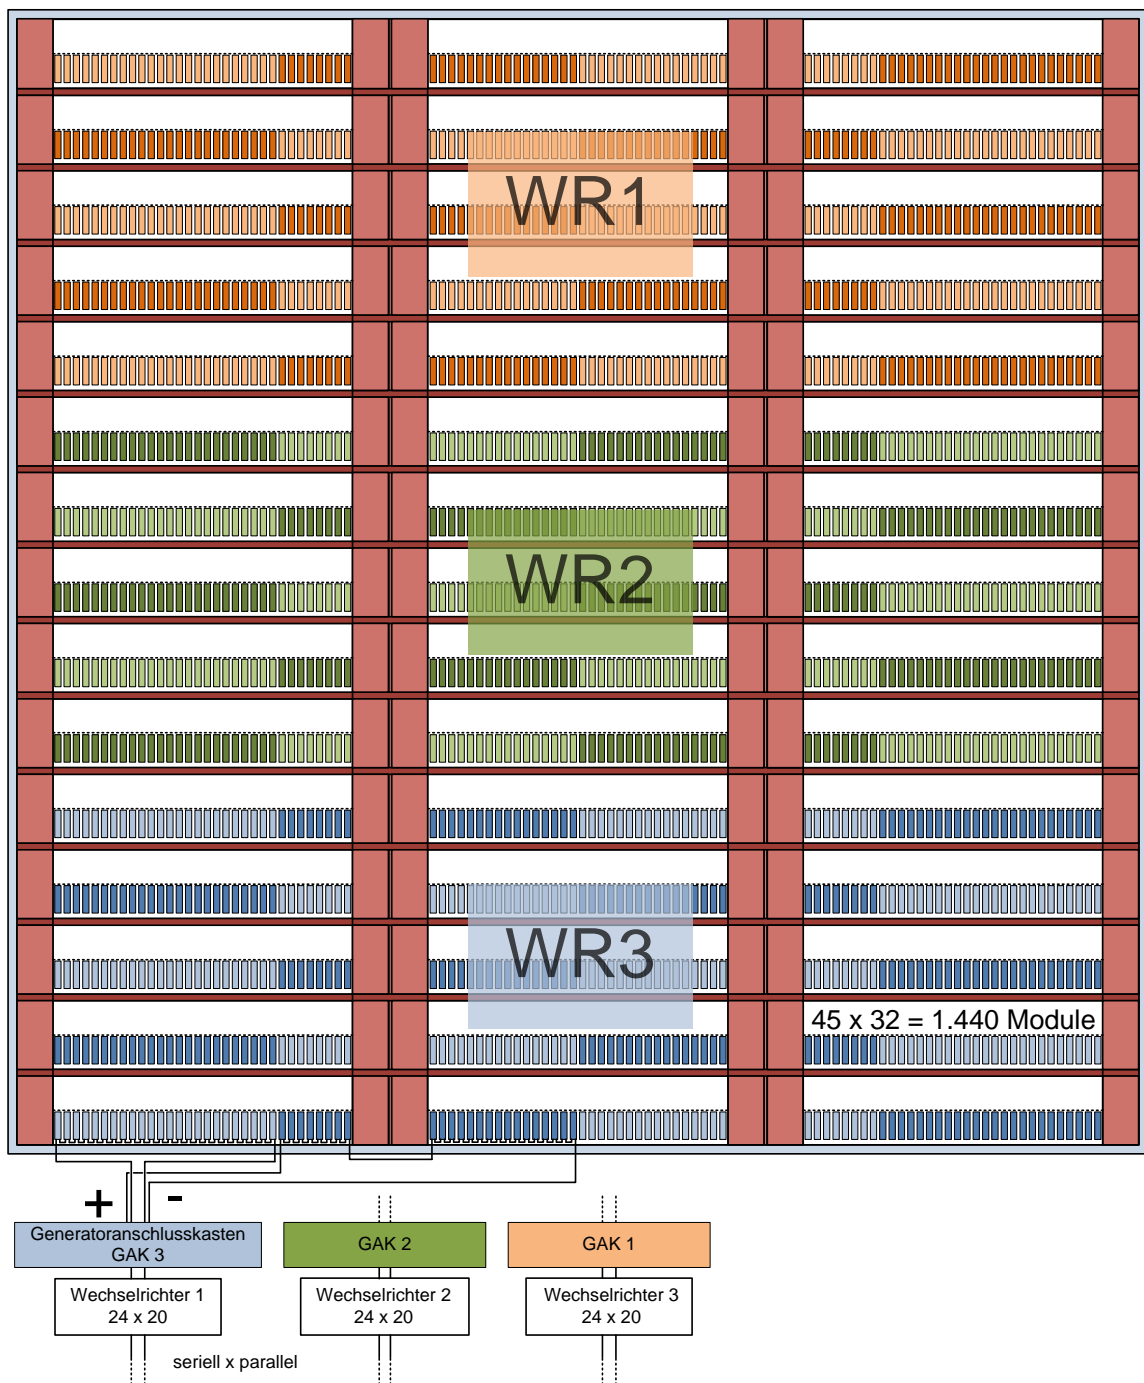 WR1
WR2
WR3
45 x 32 = 1.440 Module
+ -
Generatoranschlusskasten
GAK 3
GAK 2
GAK 1
Wechselrichter 1
24 x 20
Wechselrichter 2
24 x 20
Wechselrichter 3
24 x 20
seriell x parallel